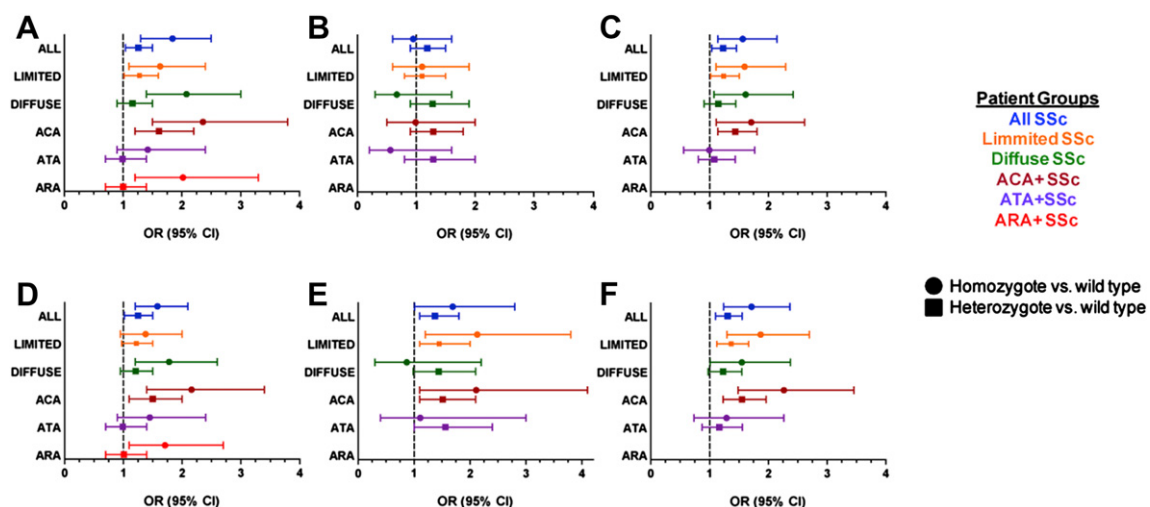 A
ALL
LIMITED
DIFFUSE
ACA
ATA
ARA
0 1 2 3 4
OR (95% CI)
B
ALL
LIMITED
DIFFUSE
ACA
ATA
ARA
0 1 2 3 4
OR (95% CI)
C
ALL
LIMITED
DIFFUSE
ACA
ATA
ARA
0 1 2 3 4
OR (95% CI)
Patient Groups
All SSc
Limmited SSc
Diffuse SSc
ACA+ SSc
ATA+SSc
ARA+ SSc
Homozygote vs. wild type
Heterozygote vs. wild type
D
ALL
LIMITED
DIFFUSE
ACA
ATA
ARA
0 1 2 3 4
OR (95% CI)
E
ALL
LIMITED
DIFFUSE
ACA
ATA
ARA
0 1 2 3 4
OR (95% CI)
F
ALL
LIMITED
DIFFUSE
ACA
ATA
ARA
0 1 2 3 4
OR (95% CI)